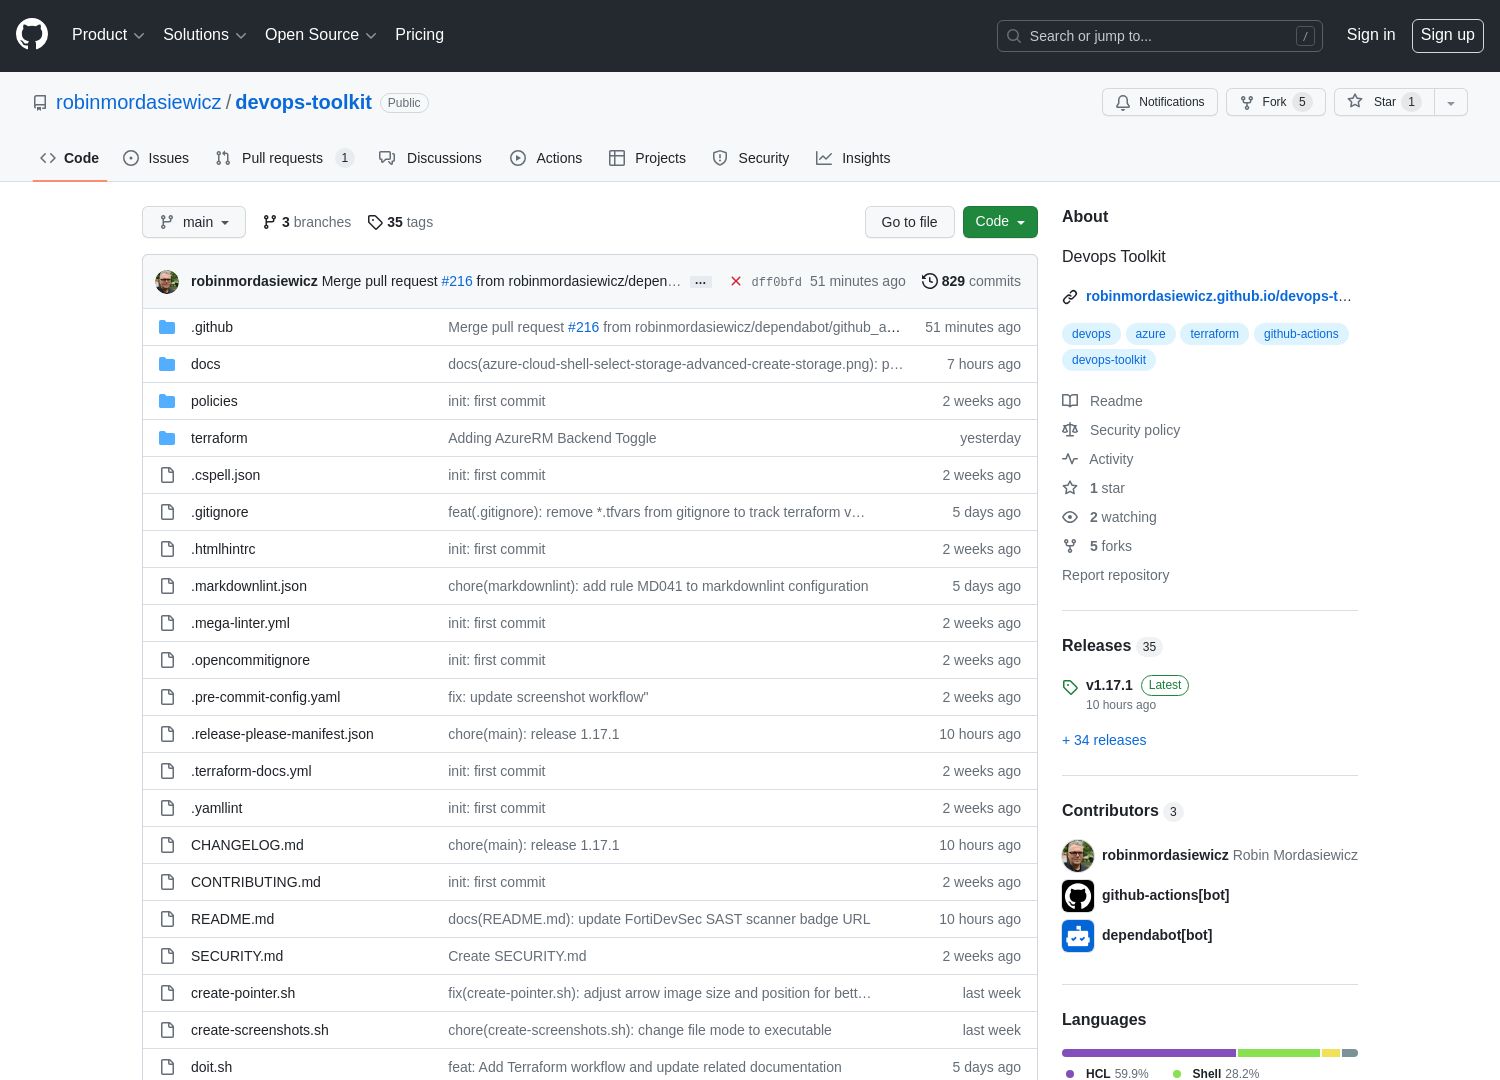 Product Solutions Open Source Pricing Search or jump to... / Sign in Sign up
robinmordasiewicz / devops-toolkit Public Notifications Fork 5 Star 1
Code Issues Pull requests 1 Discussions Actions Projects Security Insights
main 3 branches 35 tags Go to file Code
robinmordasiewicz Merge pull request #216 from robinmordasiewicz/depen… … dff0bfd 51 minutes ago 829 commits
.github Merge pull request #216 from robinmordasiewicz/dependabot/github_a… 51 minutes ago
docs docs(azure-cloud-shell-select-storage-advanced-create-storage.png): p… 7 hours ago
policies init: first commit 2 weeks ago
terraform Adding AzureRM Backend Toggle yesterday
.cspell.json init: first commit 2 weeks ago
.gitignore feat(.gitignore): remove *.tfvars from gitignore to track terraform v… 5 days ago
.htmlhintrc init: first commit 2 weeks ago
.markdownlint.json chore(markdownlint): add rule MD041 to markdownlint configuration 5 days ago
.mega-linter.yml init: first commit 2 weeks ago
.opencommitignore init: first commit 2 weeks ago
.pre-commit-config.yaml fix: update screenshot workflow" 2 weeks ago
.release-please-manifest.json chore(main): release 1.17.1 10 hours ago
.terraform-docs.yml init: first commit 2 weeks ago
.yamllint init: first commit 2 weeks ago
CHANGELOG.md chore(main): release 1.17.1 10 hours ago
CONTRIBUTING.md init: first commit 2 weeks ago
README.md docs(README.md): update FortiDevSec SAST scanner badge URL 10 hours ago
SECURITY.md Create SECURITY.md 2 weeks ago
create-pointer.sh fix(create-pointer.sh): adjust arrow image size and position for bett… last week
create-screenshots.sh chore(create-screenshots.sh): change file mode to executable last week
doit.sh feat: Add Terraform workflow and update related documentation 5 days ago
About
Devops Toolkit
robinmordasiewicz.github.io/devops-t…
devops azure terraform github-actions
devops-toolkit
Readme
Security policy
Activity
1 star
2 watching
5 forks
Report repository
Releases 35
v1.17.1 Latest
10 hours ago
+ 34 releases
Contributors 3
robinmordasiewicz Robin Mordasiewicz
github-actions[bot]
dependabot[bot]
Languages
HCL 59.9% Shell 28.2%